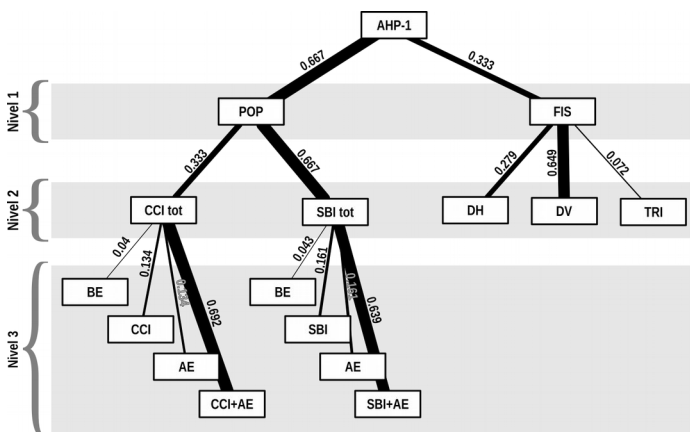 AHP-1
0.667
0.333
Nivel 1
POP
FIS
0.333
0.667
0.279
0.649
0.072
Nivel 2
CCI tot
SBI tot
DH
DV
TRI
0.04
0.134
0.692
0.043
0.161
0.161
0.639
Nivel 3
BE
BE
CCI
SBI
AE
AE
CCI+AE
SBI+AE